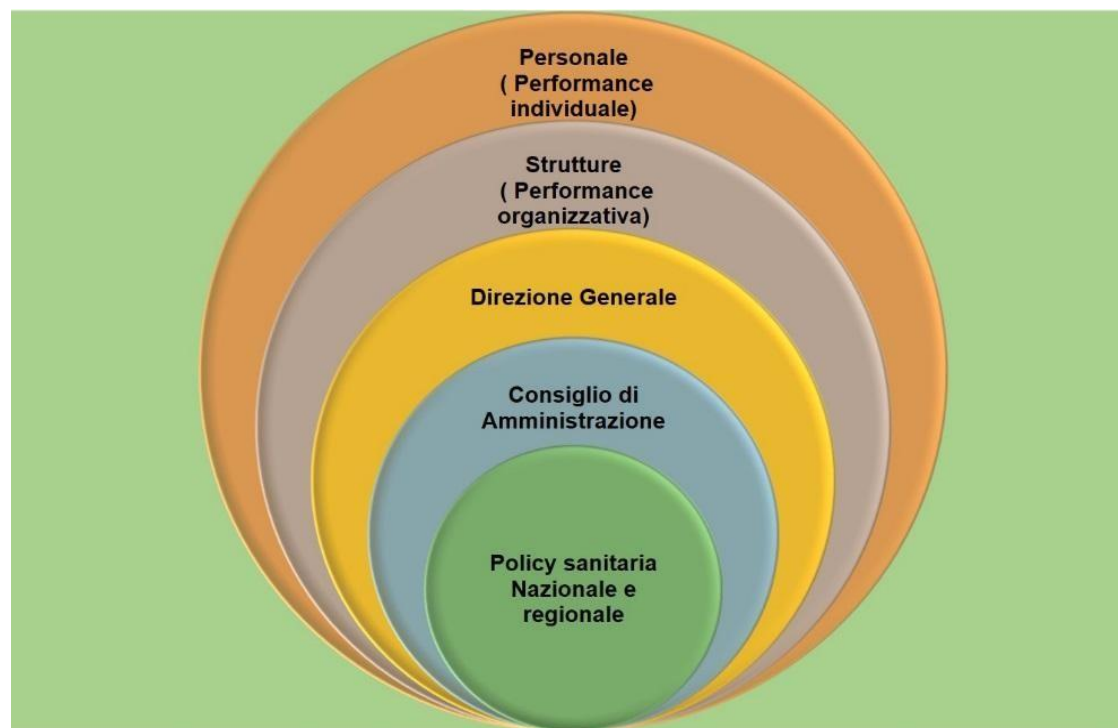 Personale
( Performance
individuale)
Strutture
( Performance
organizzativa)
Direzione Generale
Consiglio di
Amministrazione
Policy sanitaria
Nazionale e
regionale